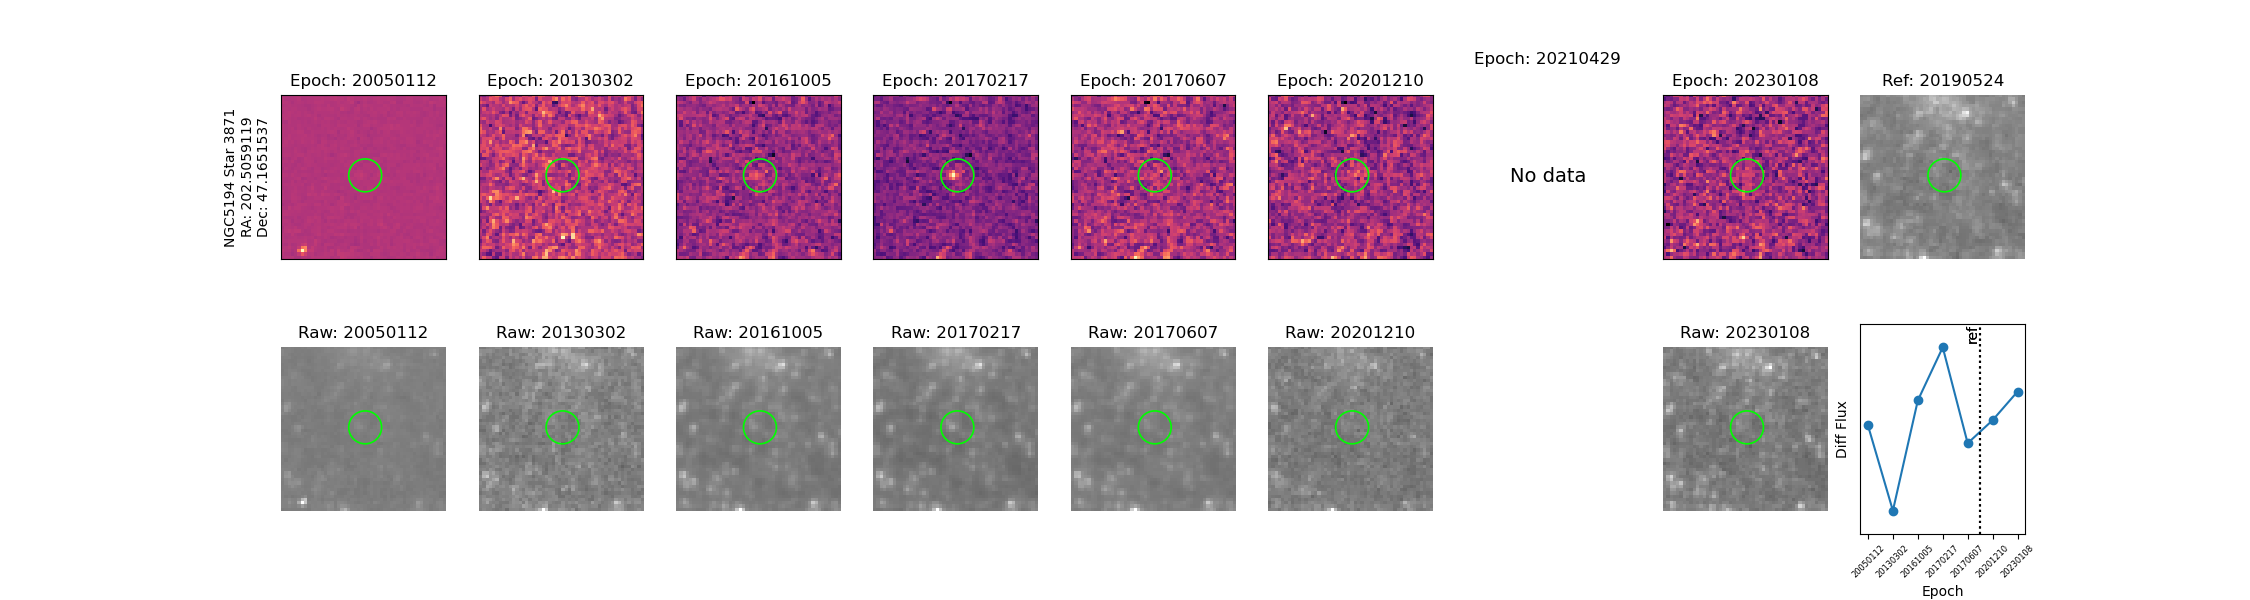 Epoch: 20210429
Epoch: 20050112
Epoch: 20130302
Epoch: 20161005
Epoch: 20170217
Epoch: 20170607
Epoch: 20201210
Epoch: 20230108
Ref: 20190524
NGC5194 Star 3871
RA: 202.5059119
Dec: 47.1651537
No data
Raw: 20050112
Raw: 20130302
Raw: 20161005
Raw: 20170217
Raw: 20170607
Raw: 20201210
Raw: 20230108
ref
Diff Flux
20050112
20130302
20161005
20170217
20170607
20201210
20230108
Epoch